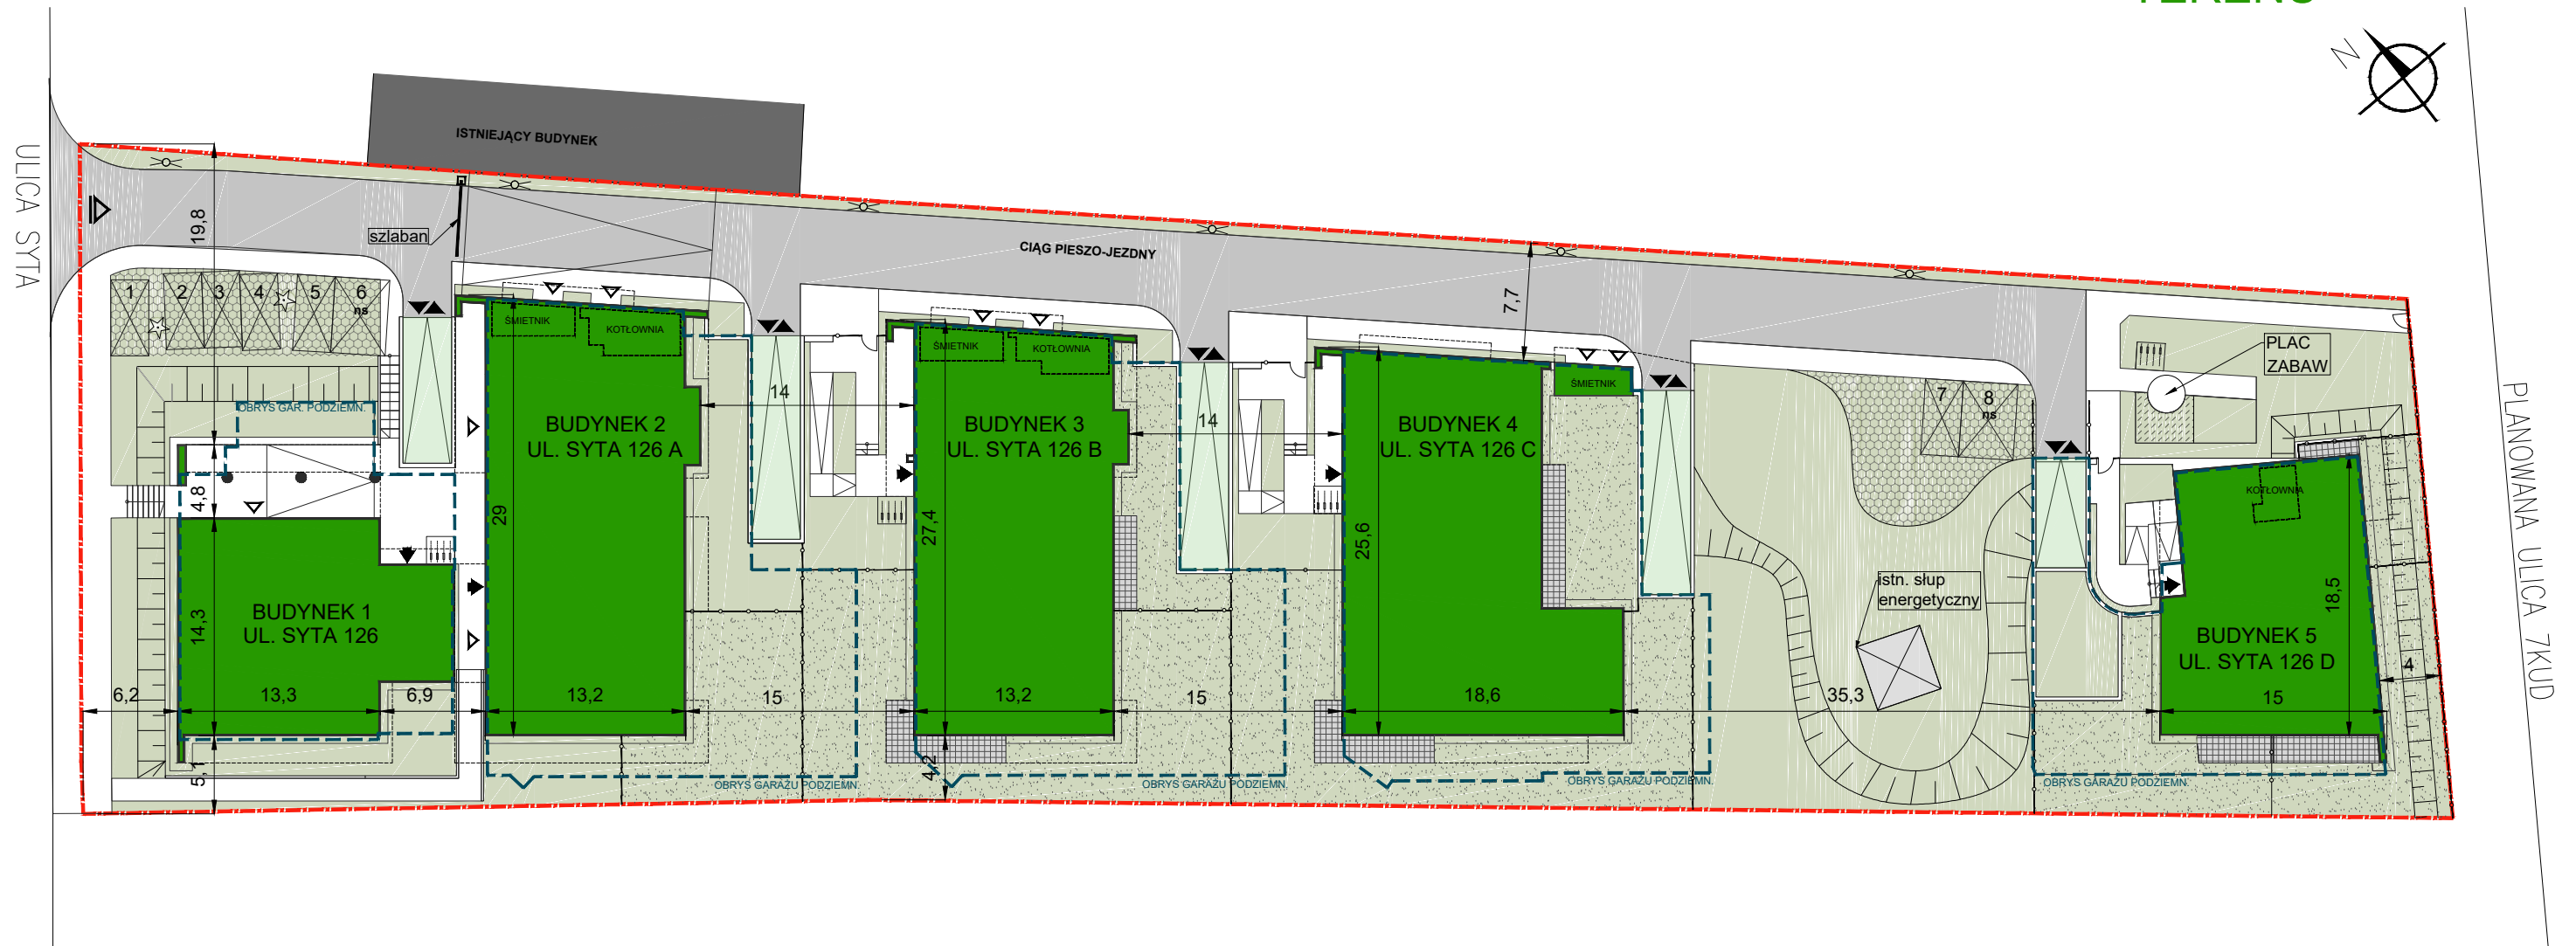 N
ULICA SYTA
ISTNIEJĄCY BUDYNEK
szlaban
CIĄG PIESZO-JEZDNY
19,8
7,7
1
2
3
4
5
6
ns
ŚMIETNIK
KOTŁOWNIA
ŚMIETNIK
KOTŁOWNIA
ŚMIETNIK
PLAC
ZABAW
7
8
ns
OBRYS GAR. PODZIEMN.
14
14
BUDYNEK 2
UL. SYTA 126 A
BUDYNEK 3
UL. SYTA 126 B
BUDYNEK 4
UL. SYTA 126 C
KOTŁOWNIA
4,8
29
27,4
25,6
istn. słup
energetyczny
18,5
14,3
BUDYNEK 1
UL. SYTA 126
BUDYNEK 5
UL. SYTA 126 D
4
6,2
13,3
6,9
13,2
15
13,2
15
18,6
35,3
15
5,1
4,2
OBRYS GARAŻU PODZIEMN.
OBRYS GARAŻU PODZIEMN.
OBRYS GARAŻU PODZIEMN.
OBRYS GARAŻU PODZIEMN.
PLANOWANA ULICA 7KUD